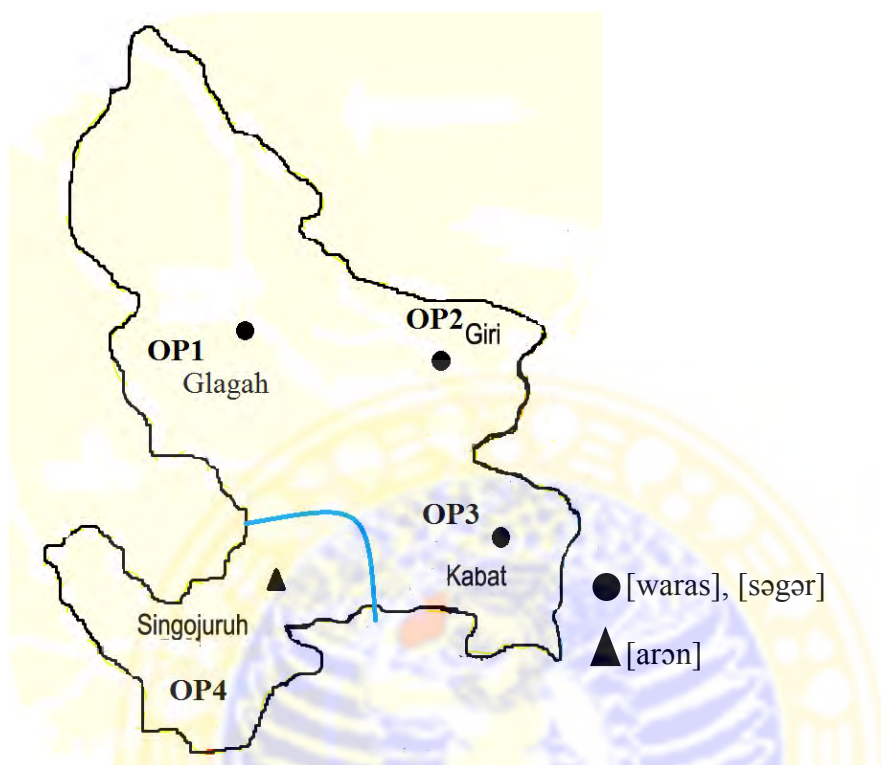 OP2
Giri
OP1
Glagah
OP3
Kabat
[waras], [səgər]
Singojuruh
[arɔn]
OP4